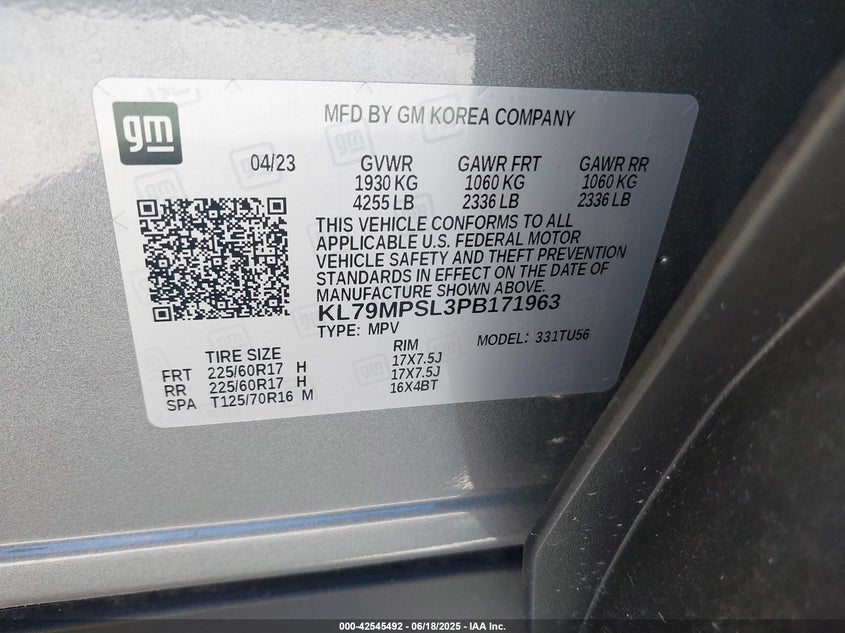 gm
MFD BY GM KOREA COMPANY
04/23 GVWR GAWR FRT GAWR RR
1930 KG 1060 KG 1060 KG
4255 LB 2336 LB 2336 LB
THIS VEHICLE CONFORMS TO ALL
APPLICABLE U.S. FEDERAL MOTOR
VEHICLE SAFETY AND THEFT PREVENTION
STANDARDS IN EFFECT ON THE DATE OF
MANUFACTURE SHOWN ABOVE.
KL79MPSL3PB171963
TYPE: MPV MODEL: 331TU56
TIRE SIZE RIM
FRT 225/60R17 H 17X7.5J
RR 225/60R17 H 17X7.5J
SPA T125/70R16 M 16X4BT
000-42545492 - 06/18/2025 - IAA Inc.